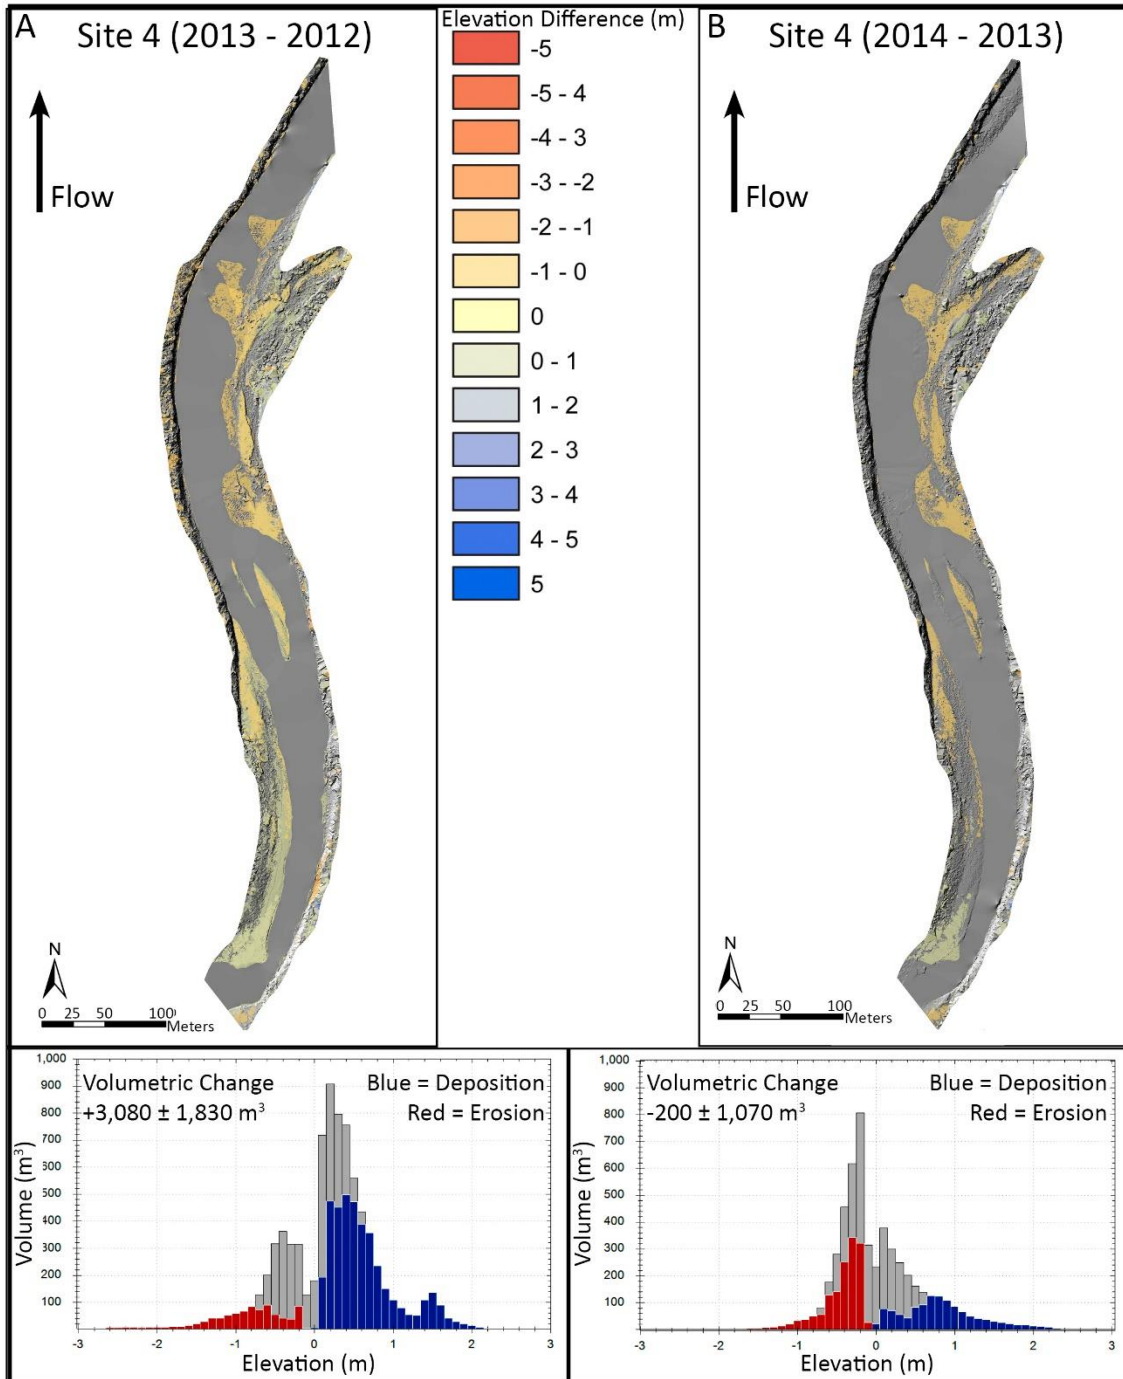 A
Site 4 (2013 - 2012)
Flow
N
0 25 50 100
Meters
Elevation Difference (m)
-5
-5 - 4
-4 - 3
-3 - -2
-2 - -1
-1 - 0
0
0 - 1
1 - 2
2 - 3
3 - 4
4 - 5
5
B
Site 4 (2014 - 2013)
Flow
N
0 25 50 100
Meters
Volumetric Change
+3,080 ± 1,830 m³
Blue = Deposition
Red = Erosion
Volume (m³)
1,000
900
800
700
600
500
400
300
200
100
-3 -2 -1 0 1 2 3
Elevation (m)
Volumetric Change
-200 ± 1,070 m³
Blue = Deposition
Red = Erosion
Volume (m³)
1,000
900
800
700
600
500
400
300
200
100
-3 -2 -1 0 1 2 3
Elevation (m)